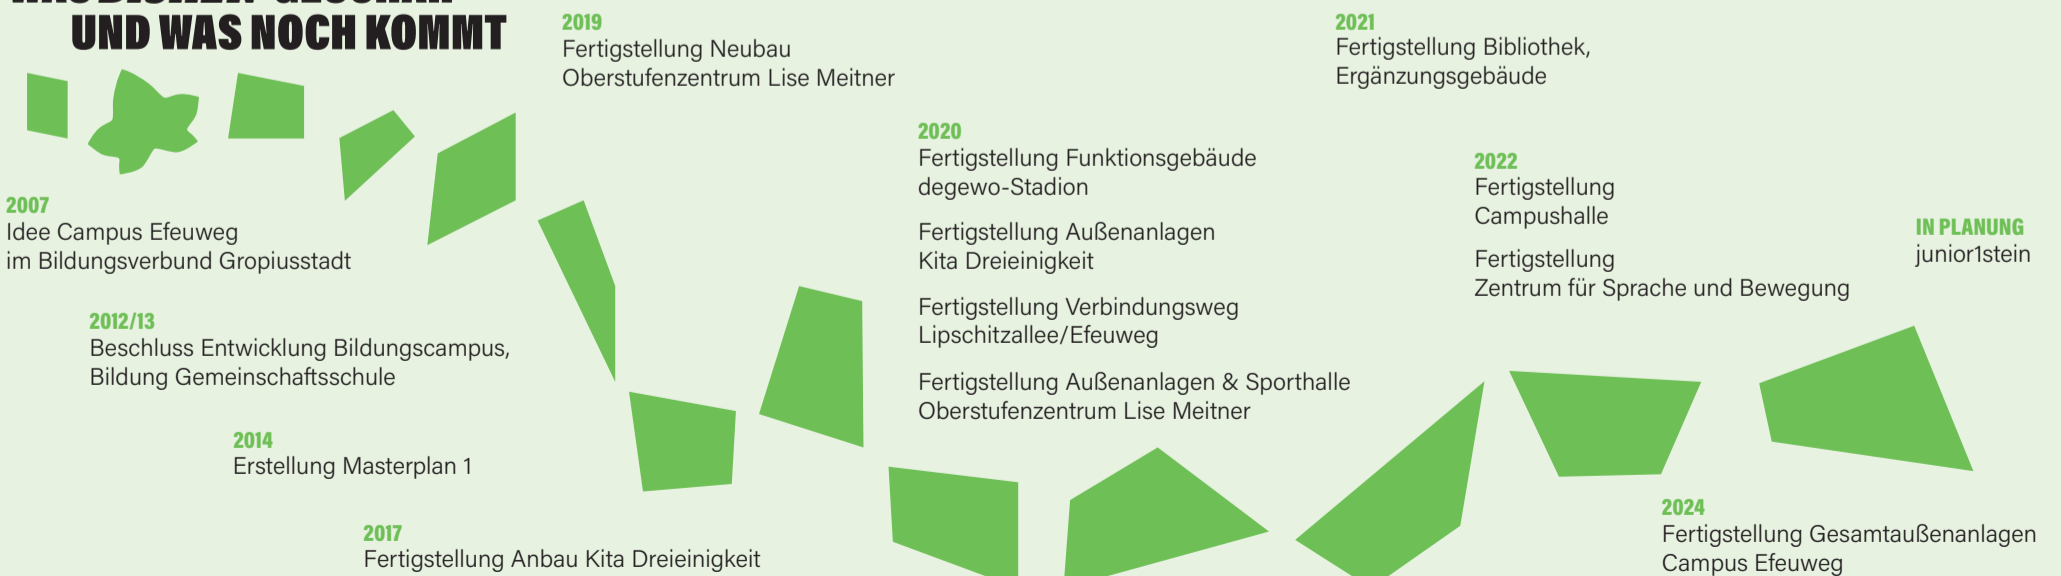 UND WAS NOCH KOMMT
2007
Idee Campus Efeuweg
im Bildungsverbund Gropiusstadt
2012/13
Beschluss Entwicklung Bildungscampus,
Bildung Gemeinschaftsschule
2014
Erstellung Masterplan 1
2017
Fertigstellung Anbau Kita Dreieinigkeit
2019
Fertigstellung Neubau
Oberstufenzentrum Lise Meitner
2020
Fertigstellung Funktionsgebäude
degewo-Stadion
Fertigstellung Außenanlagen
Kita Dreieinigkeit
Fertigstellung Verbindungsweg
Lipschitzallee/Efeuweg
Fertigstellung Außenanlagen & Sporthalle
Oberstufenzentrum Lise Meitner
2021
Fertigstellung Bibliothek,
Ergänzungsgebäude
2022
Fertigstellung
Campushalle
Fertigstellung
Zentrum für Sprache und Bewegung
2024
Fertigstellung Gesamtaußenanlagen
Campus Efeuweg
IN PLANUNG
junior1stein